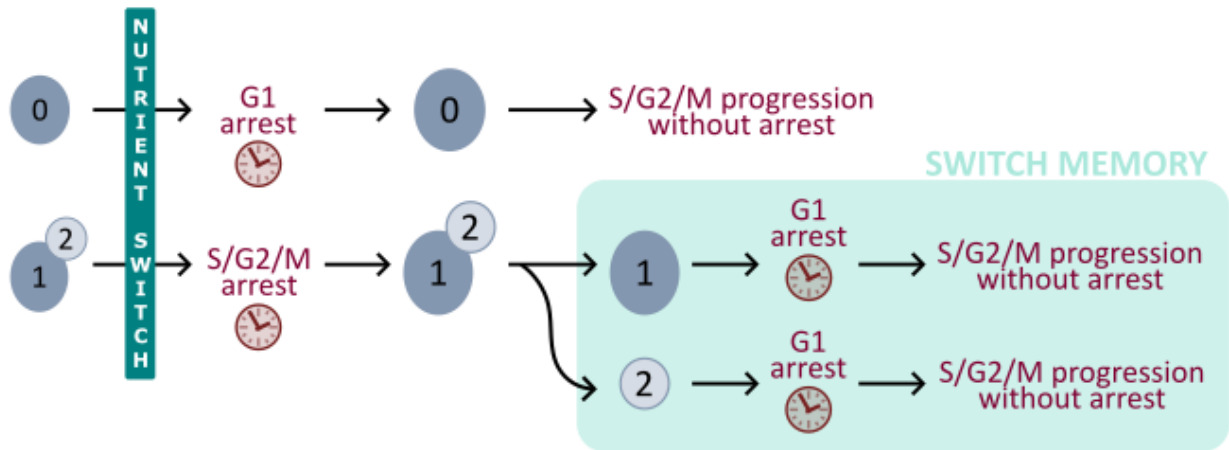 NUTRIENT SWITCH
0
G1
arrest
0
S/G2/M progression
without arrest
SWITCH MEMORY
1
2
S/G2/M
arrest
1
2
1
G1
arrest
S/G2/M progression
without arrest
2
G1
arrest
S/G2/M progression
without arrest